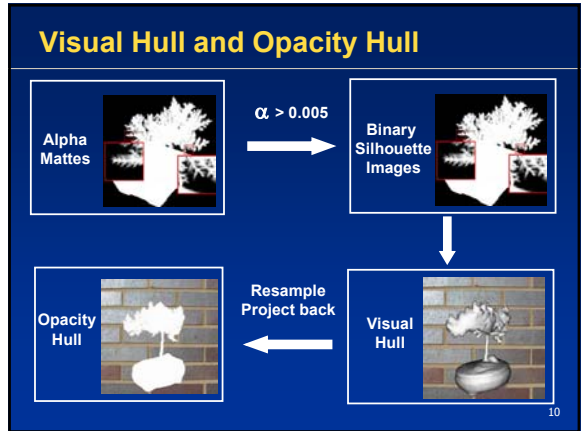 Visual Hull and Opacity Hull
Alpha
Mattes
α > 0.005
Binary
Silhouette
Images
Opacity
Hull
Resample
Project back
Visual
Hull
10